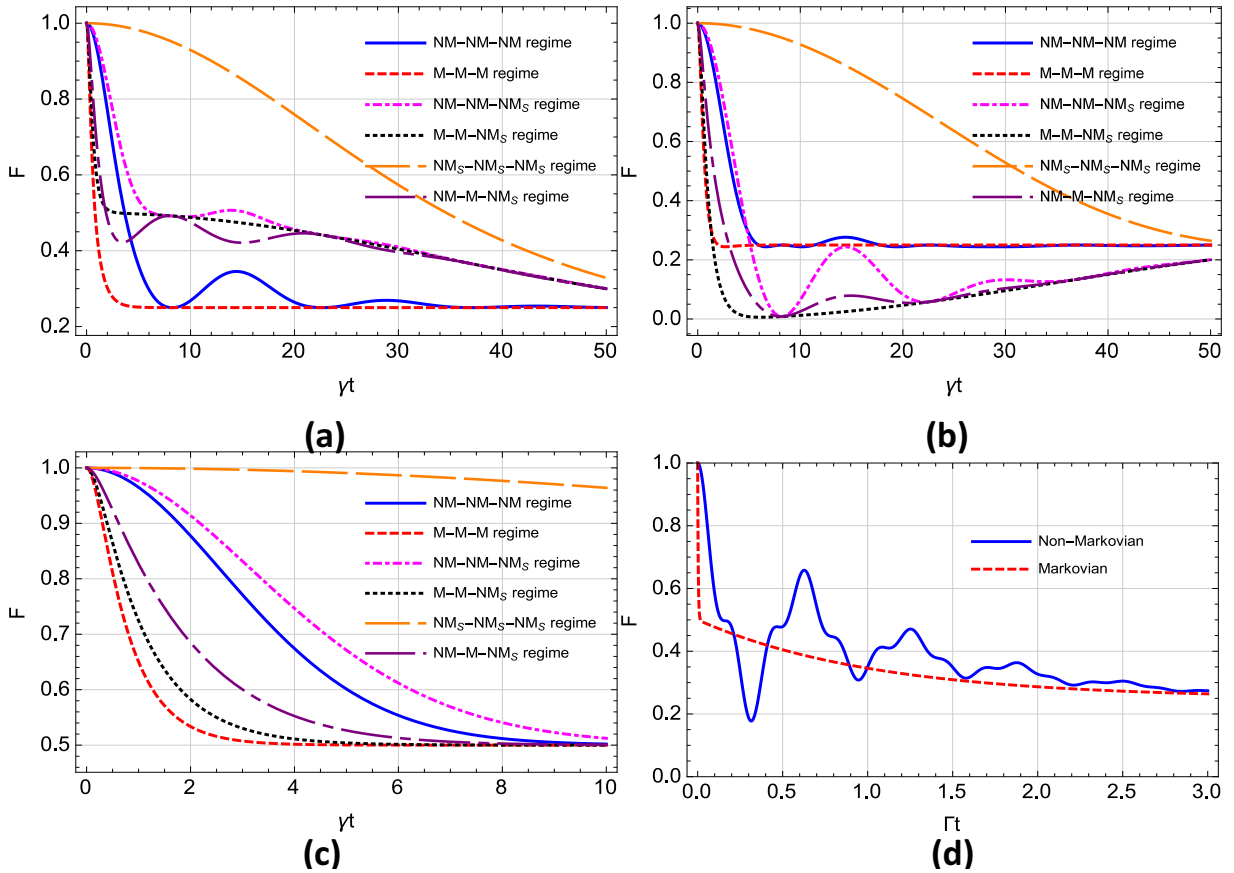 1.0
0.8
0.6
0.4
0.2
F
NM–NM–NM regime
M–M–M regime
NM–NM–NMS regime
M–M–NMS regime
NMS–NMS–NMS regime
NM–M–NMS regime
0 10 20 30 40 50
γt
(a)
1.0
0.8
0.6
0.4
0.2
0.0
F
NM–NM–NM regime
M–M–M regime
NM–NM–NMS regime
M–M–NMS regime
NMS–NMS–NMS regime
NM–M–NMS regime
0 10 20 30 40 50
γt
(b)
1.0
0.9
0.8
0.7
0.6
0.5
F
NM–NM–NM regime
M–M–M regime
NM–NM–NMS regime
M–M–NMS regime
NMS–NMS–NMS regime
NM–M–NMS regime
0 2 4 6 8 10
γt
(c)
1.0
0.8
0.6
0.4
0.2
0.0
F
Non–Markovian
Markovian
0.0 0.5 1.0 1.5 2.0 2.5 3.0
Γt
(d)